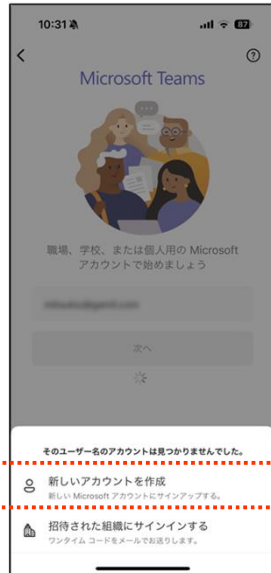 10:31
87
Microsoft Teams
職場、学校、または個人用の Microsoft
アカウントで始めましょう
次へ
そのユーザー名のアカウントは見つかりませんでした。
新しいアカウントを作成
新しい Microsoft アカウントにサインアップする。
招待された組織にサインインする
ワンタイム コードをメールでお送りします。